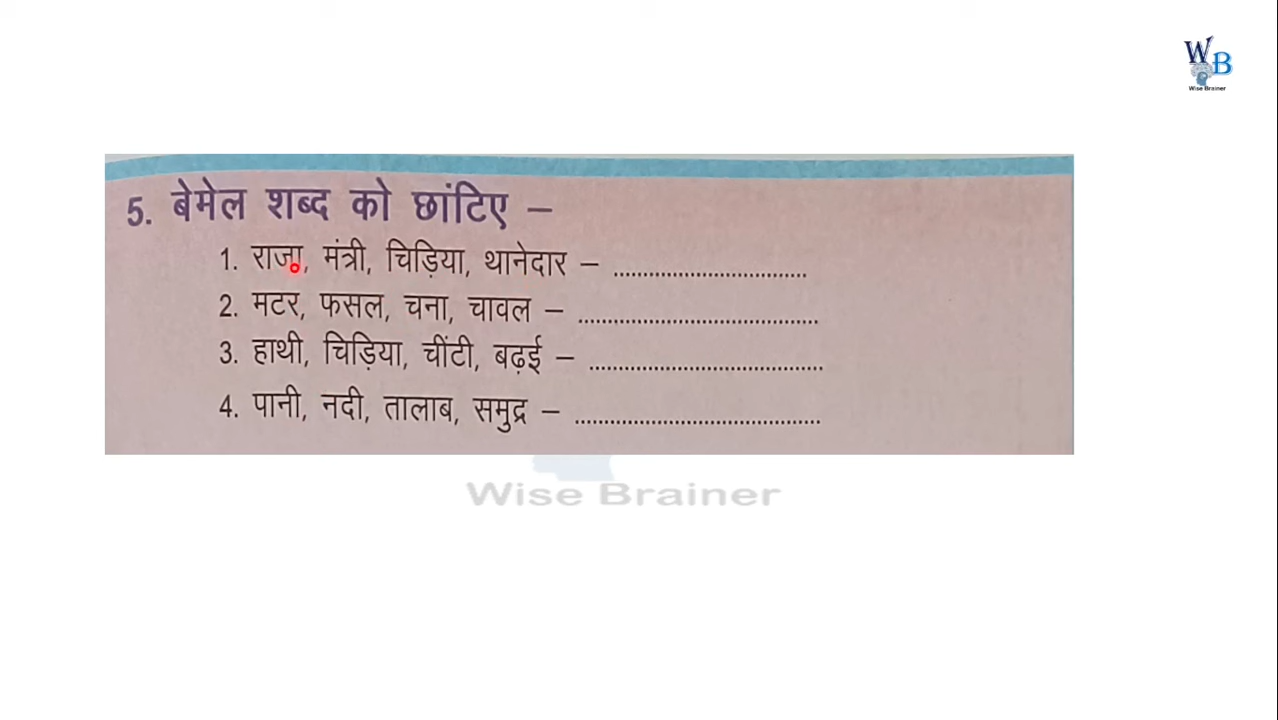 WB
Wise Brainer
5. बेमेल शब्द को छांटिए –
1. राजा, मंत्री, चिड़िया, थानेदार – ..............................
2. मटर, फसल, चना, चावल – ......................................
3. हाथी, चिड़िया, चींटी, बढ़ई – .....................................
4. पानी, नदी, तालाब, समुद्र – .......................................
Wise Brainer